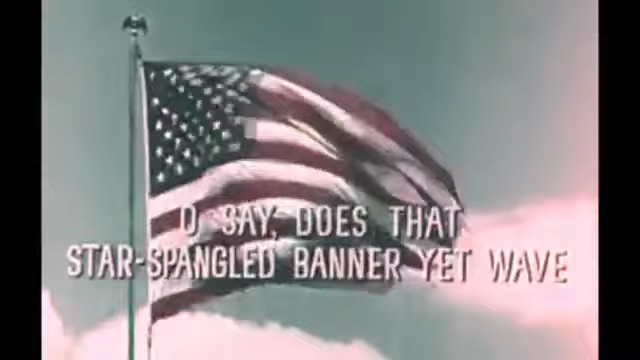 O SAY, DOES THAT
STAR-SPANGLED BANNER YET WAVE